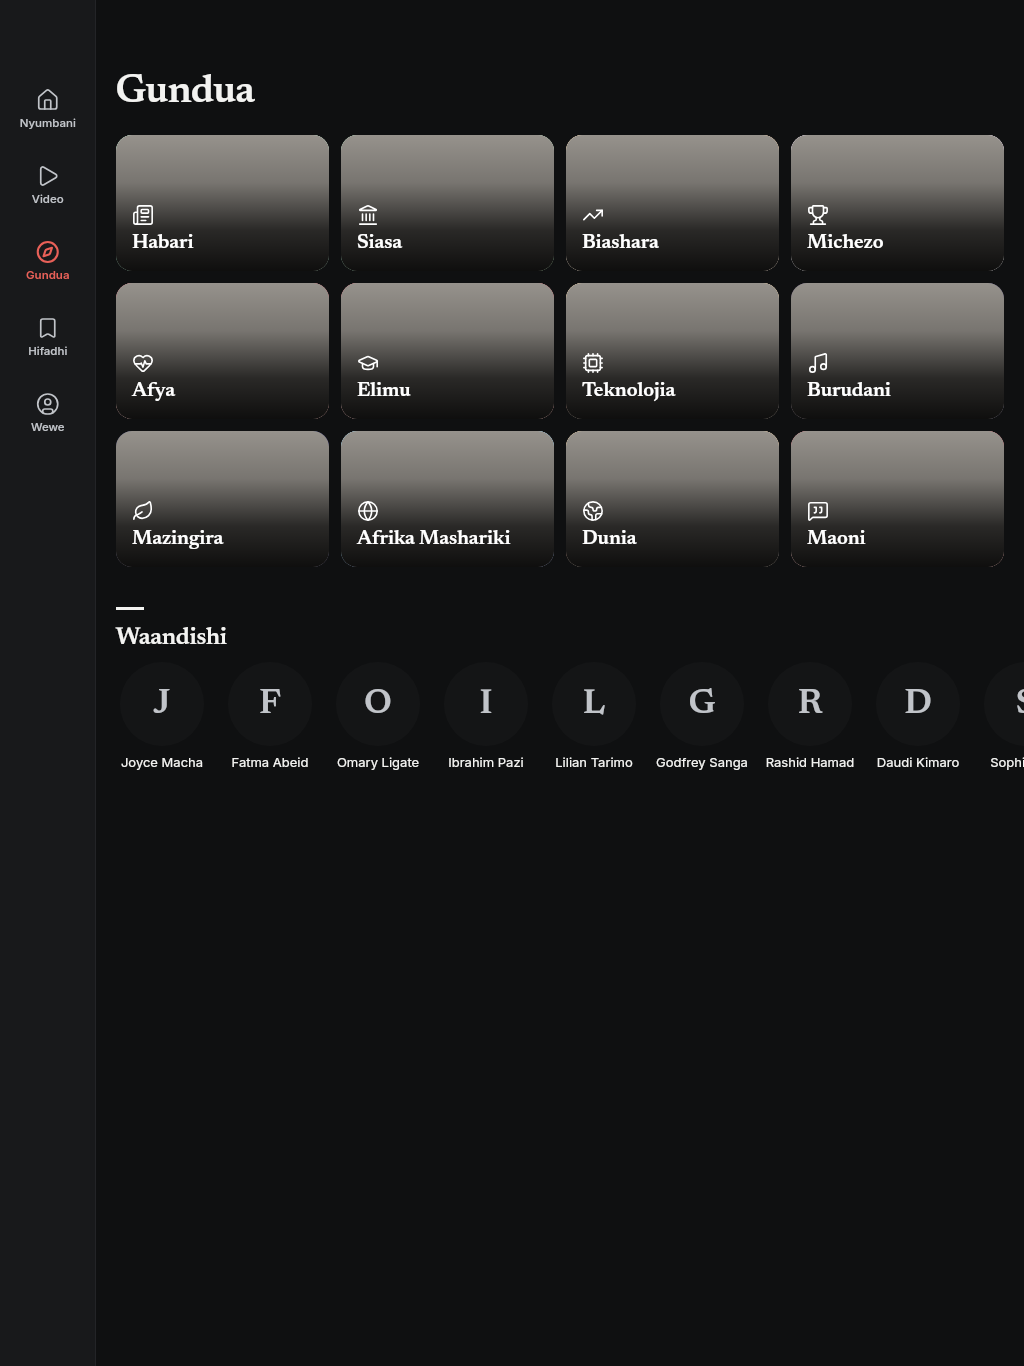 Nyumbani
Video
Gundua
Hifadhi
Wewe
Gundua
Habari
Siasa
Biashara
Michezo
Afya
Elimu
Teknolojia
Burudani
Mazingira
Afrika Mashariki
Dunia
Maoni
Waandishi
J
F
O
I
L
G
R
D
Joyce Macha
Fatma Abeid
Omary Ligate
Ibrahim Pazi
Lilian Tarimo
Godfrey Sanga
Rashid Hamad
Daudi Kimaro